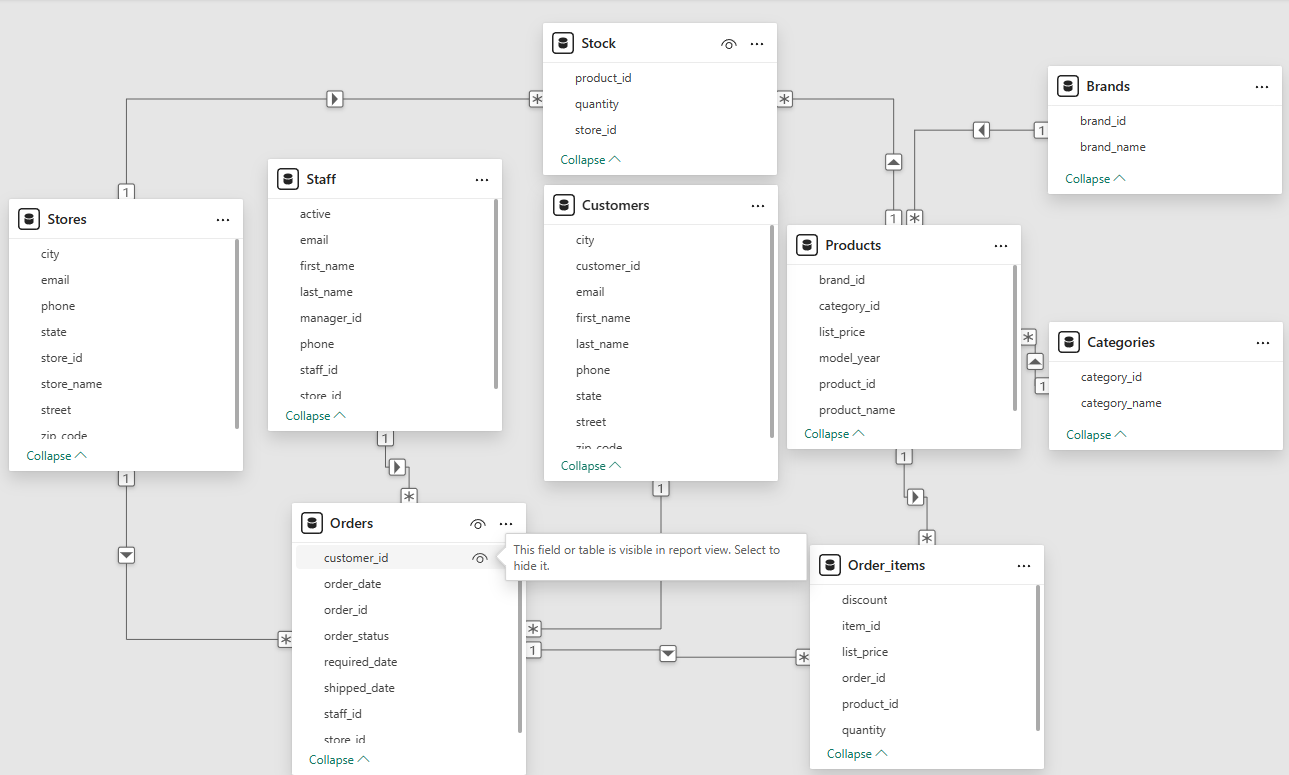 Stock
product_id
quantity
store_id
Collapse
Brands
brand_id
brand_name
Collapse
Staff
active
email
first_name
last_name
manager_id
phone
staff_id
store_id
Collapse
Customers
city
customer_id
email
first_name
last_name
phone
state
street
zip_code
Collapse
Stores
city
email
phone
state
store_id
store_name
street
zip_code
Collapse
Products
brand_id
category_id
list_price
model_year
product_id
product_name
Collapse
Categories
category_id
category_name
Collapse
Orders
customer_id
order_date
order_id
order_status
required_date
shipped_date
staff_id
store_id
Collapse
This field or table is visible in report view. Select to
hide it.
Order_items
discount
item_id
list_price
order_id
product_id
quantity
Collapse
1
*
*
1
1
*
1
*
1
1
*
1
*
1
*
1
*
*
1
*